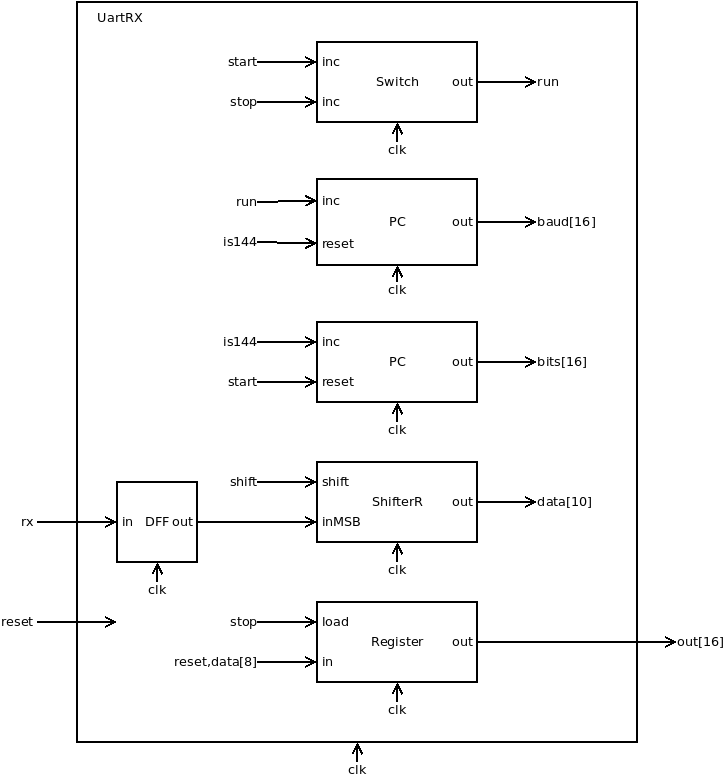 UartRX
start
inc
Switch
out
run
stop
inc
clk
run
inc
PC
out
baud[16]
is144
reset
clk
is144
inc
PC
out
bits[16]
start
reset
clk
shift
shift
ShifterR
out
data[10]
rx
in
DFF
out
inMSB
clk
clk
reset
stop
load
Register
out
out[16]
reset,data[8]
in
clk
clk